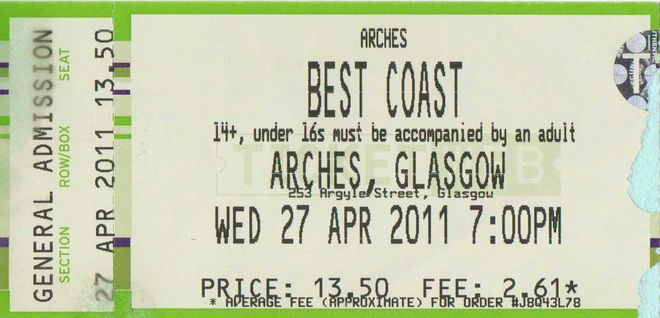 GENERAL ADMISSION
SECTION ROW/BOX SEAT
27 APR 2011 13.50
ARCHES
BEST COAST
14+, under 16s must be accompanied by an adult
ARCHES, GLASGOW
253 Argyle Street, Glasgow
WED 27 APR 2011 7:00PM
PRICE: 13.50 FEE: 2.61*
* AVERAGE FEE (APPROXIMATE) FOR ORDER #J8Q43L78